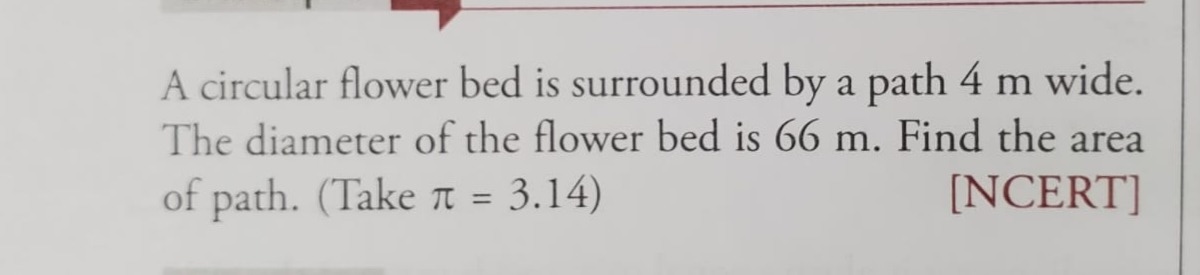 A circular flower bed is surrounded by a path 4 m wide.
The diameter of the flower bed is 66 m. Find the area
of path. (Take π = 3.14) [NCERT]